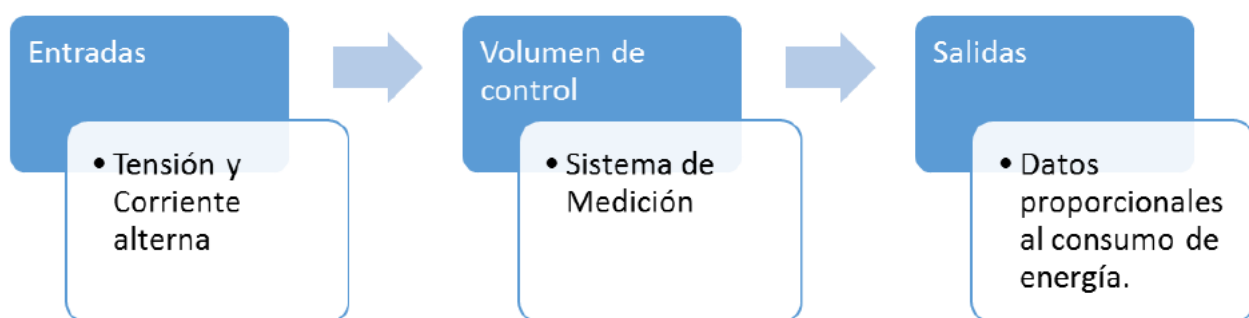 Entradas
• Tensión y
Corriente
alterna
Volumen de
control
• Sistema de
Medición
Salidas
• Datos
proporcionales
al consumo de
energía.